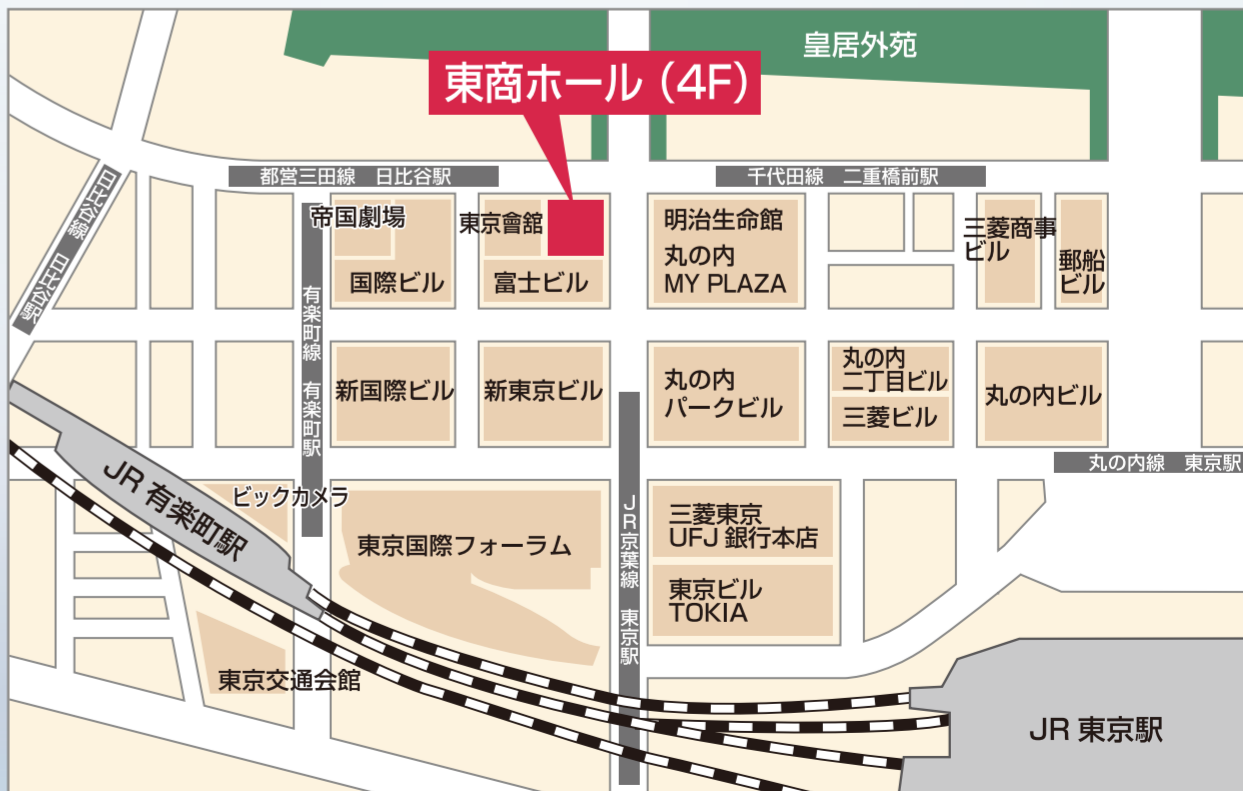 皇居外苑
東商ホール（4F）
都営三田線　日比谷駅
千代田線　二重橋前駅
日比谷線　日比谷駅
帝国劇場
国際ビル
東京會舘
富士ビル
明治生命館
丸の内
MY PLAZA
三菱商事
ビル
郵船
ビル
有楽町線　有楽町駅
新国際ビル
新東京ビル
丸の内
パークビル
丸の内
二丁目ビル
三菱ビル
丸の内ビル
丸の内線　東京駅
JR 有楽町駅
ビックカメラ
東京国際フォーラム
JR京葉線　東京駅
三菱東京
UFJ 銀行本店
東京ビル
TOKIA
東京交通会館
JR 東京駅